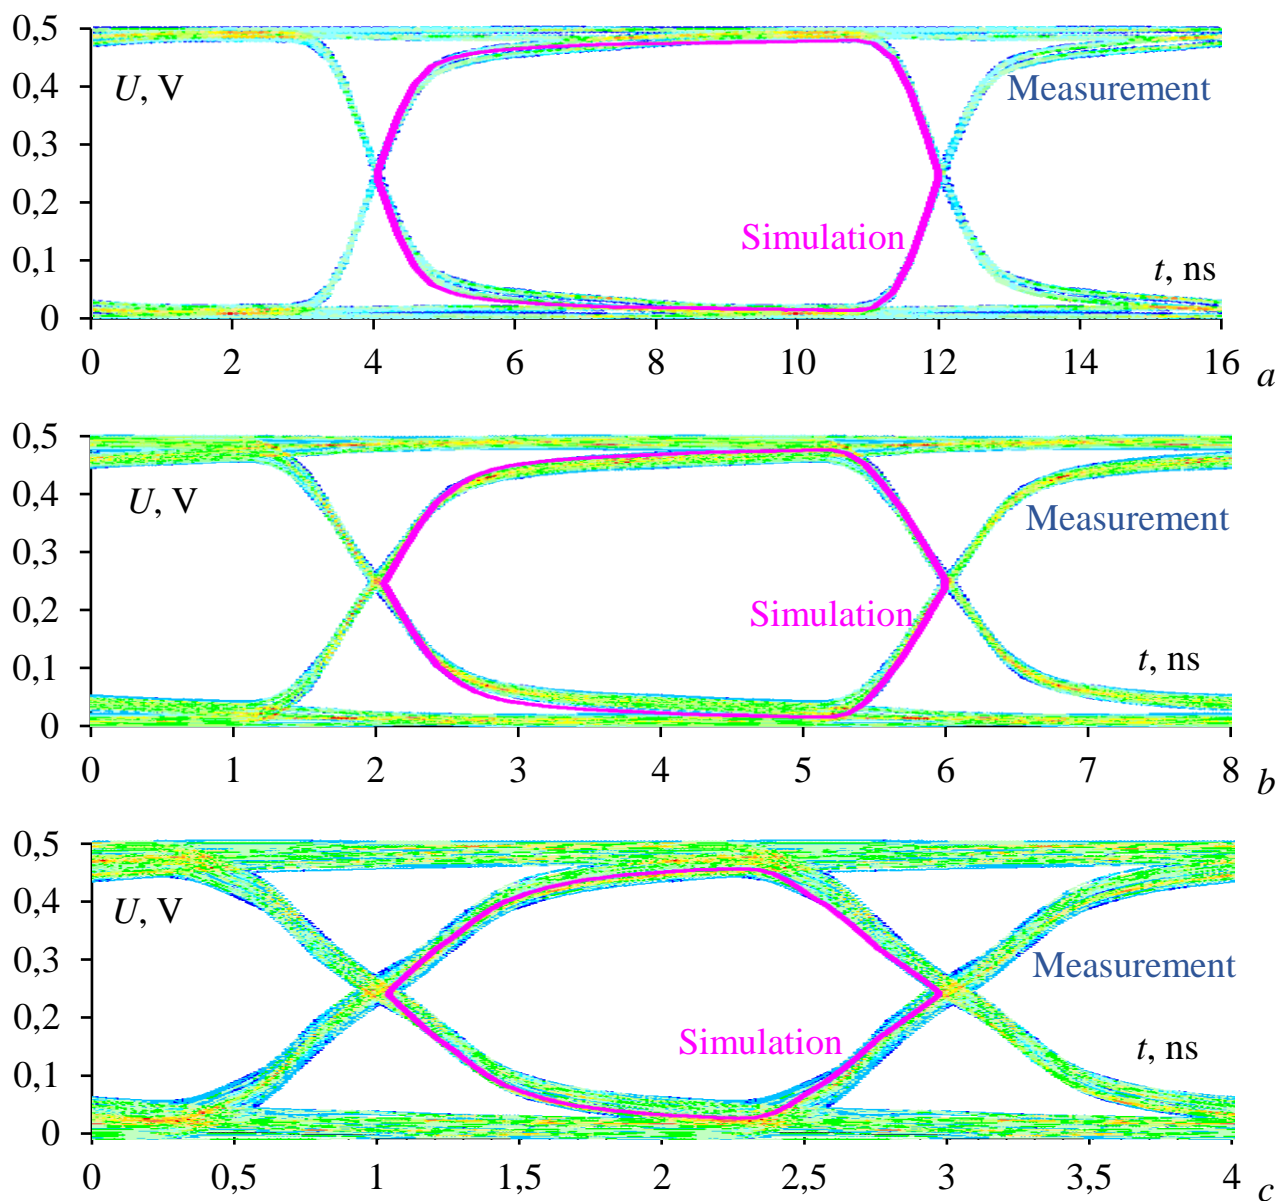 0,5
U, V
0,4
Measurement
0,3
0,2
Simulation
0,1
t, ns
0
0 2 4 6 8 10 12 14 16 a
0,5
U, V
0,4
Measurement
0,3
0,2
Simulation
0,1
t, ns
0
0 1 2 3 4 5 6 7 8 b
0,5
0,4
U, V
0,3
Measurement
0,2
Simulation
0,1
t, ns
0
0 0,5 1 1,5 2 2,5 3 3,5 4 c